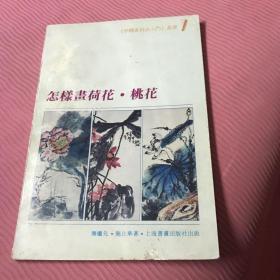 《中國畫技法入門》叢書 1
怎樣畫荷花·桃花
上海書畫出版社出版